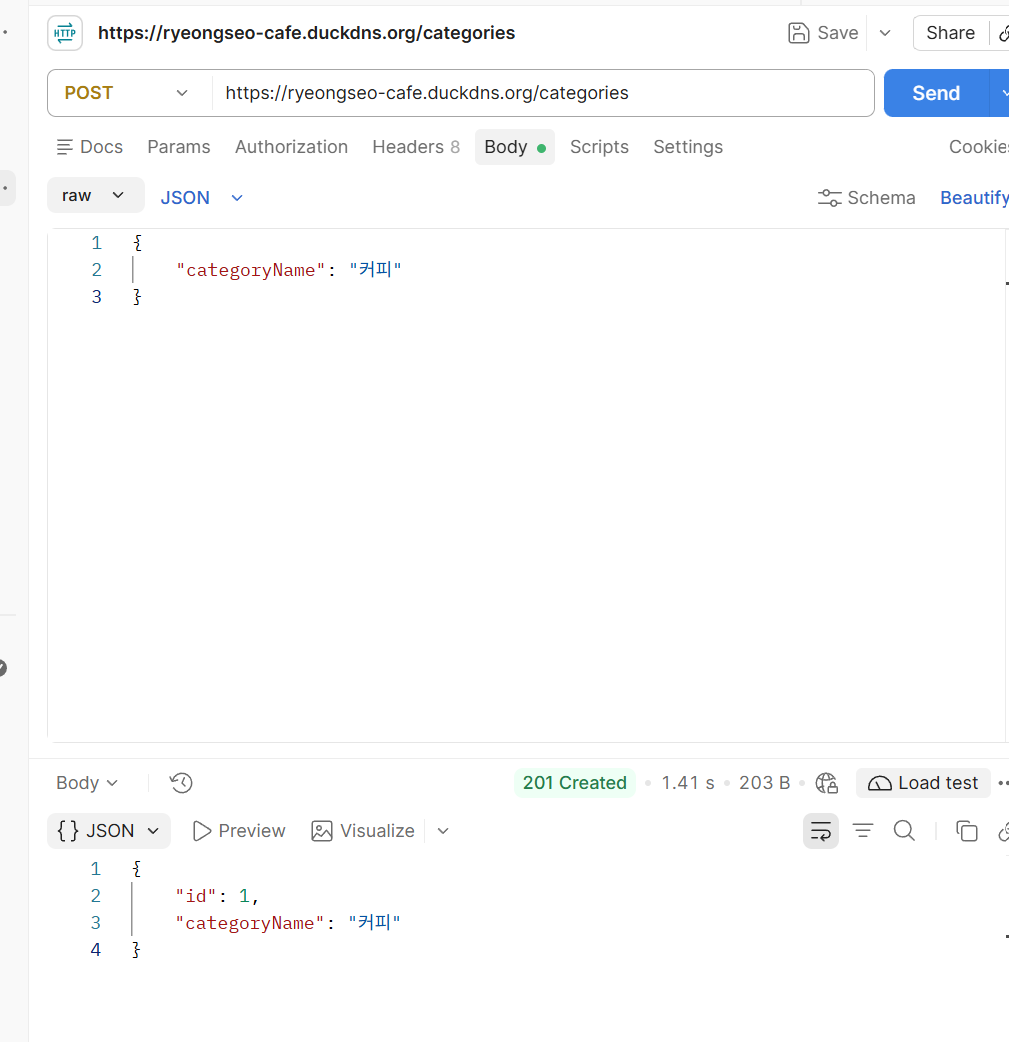 HTTP https://ryeongseo-cafe.duckdns.org/categories Save Share
POST https://ryeongseo-cafe.duckdns.org/categories Send
Docs Params Authorization Headers 8 Body Scripts Settings Cookies
raw JSON Schema Beautify
1 {
2 "categoryName": "커피"
3 }
Body 201 Created • 1.41 s • 203 B • Load test
{} JSON Preview Visualize
1 {
2 "id": 1,
3 "categoryName": "커피"
4 }